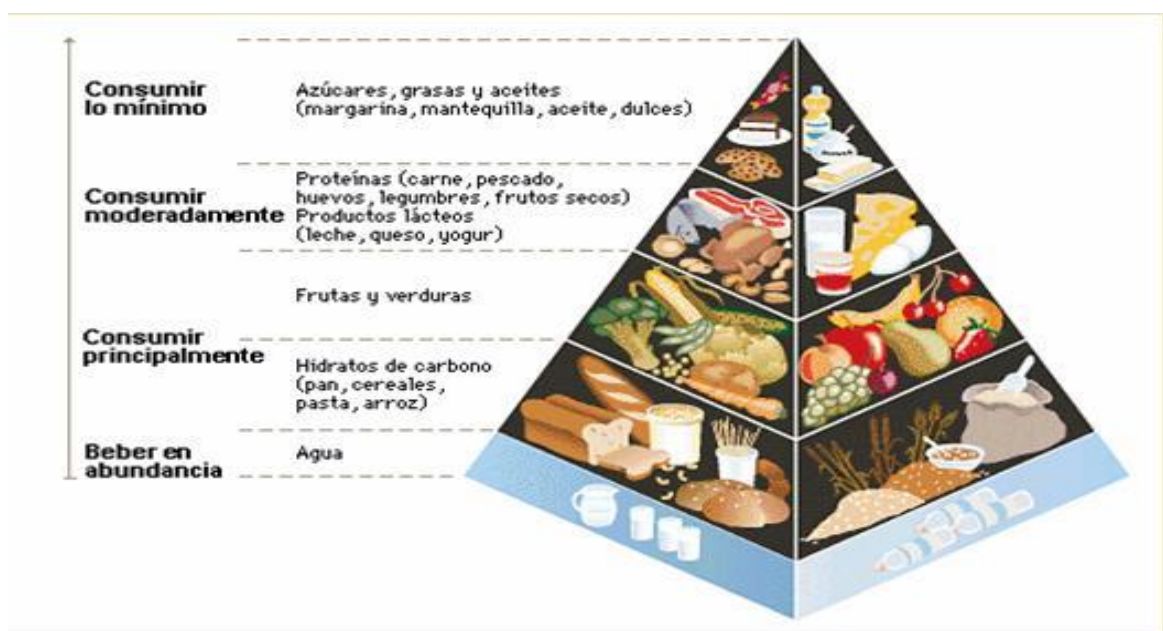 Consumir
lo mínimo
Azúcares, grasas y aceites
(margarina, mantequilla, aceite, dulces)
Consumir
moderadamente
Proteínas (carne, pescado,
huevos, legumbres, frutos secos)
Productos lácteos
(leche, queso, yogur)
Consumir
principalmente
Frutas y verduras
Hidratos de carbono
(pan, cereales,
pasta, arroz)
Beber en
abundancia
Agua